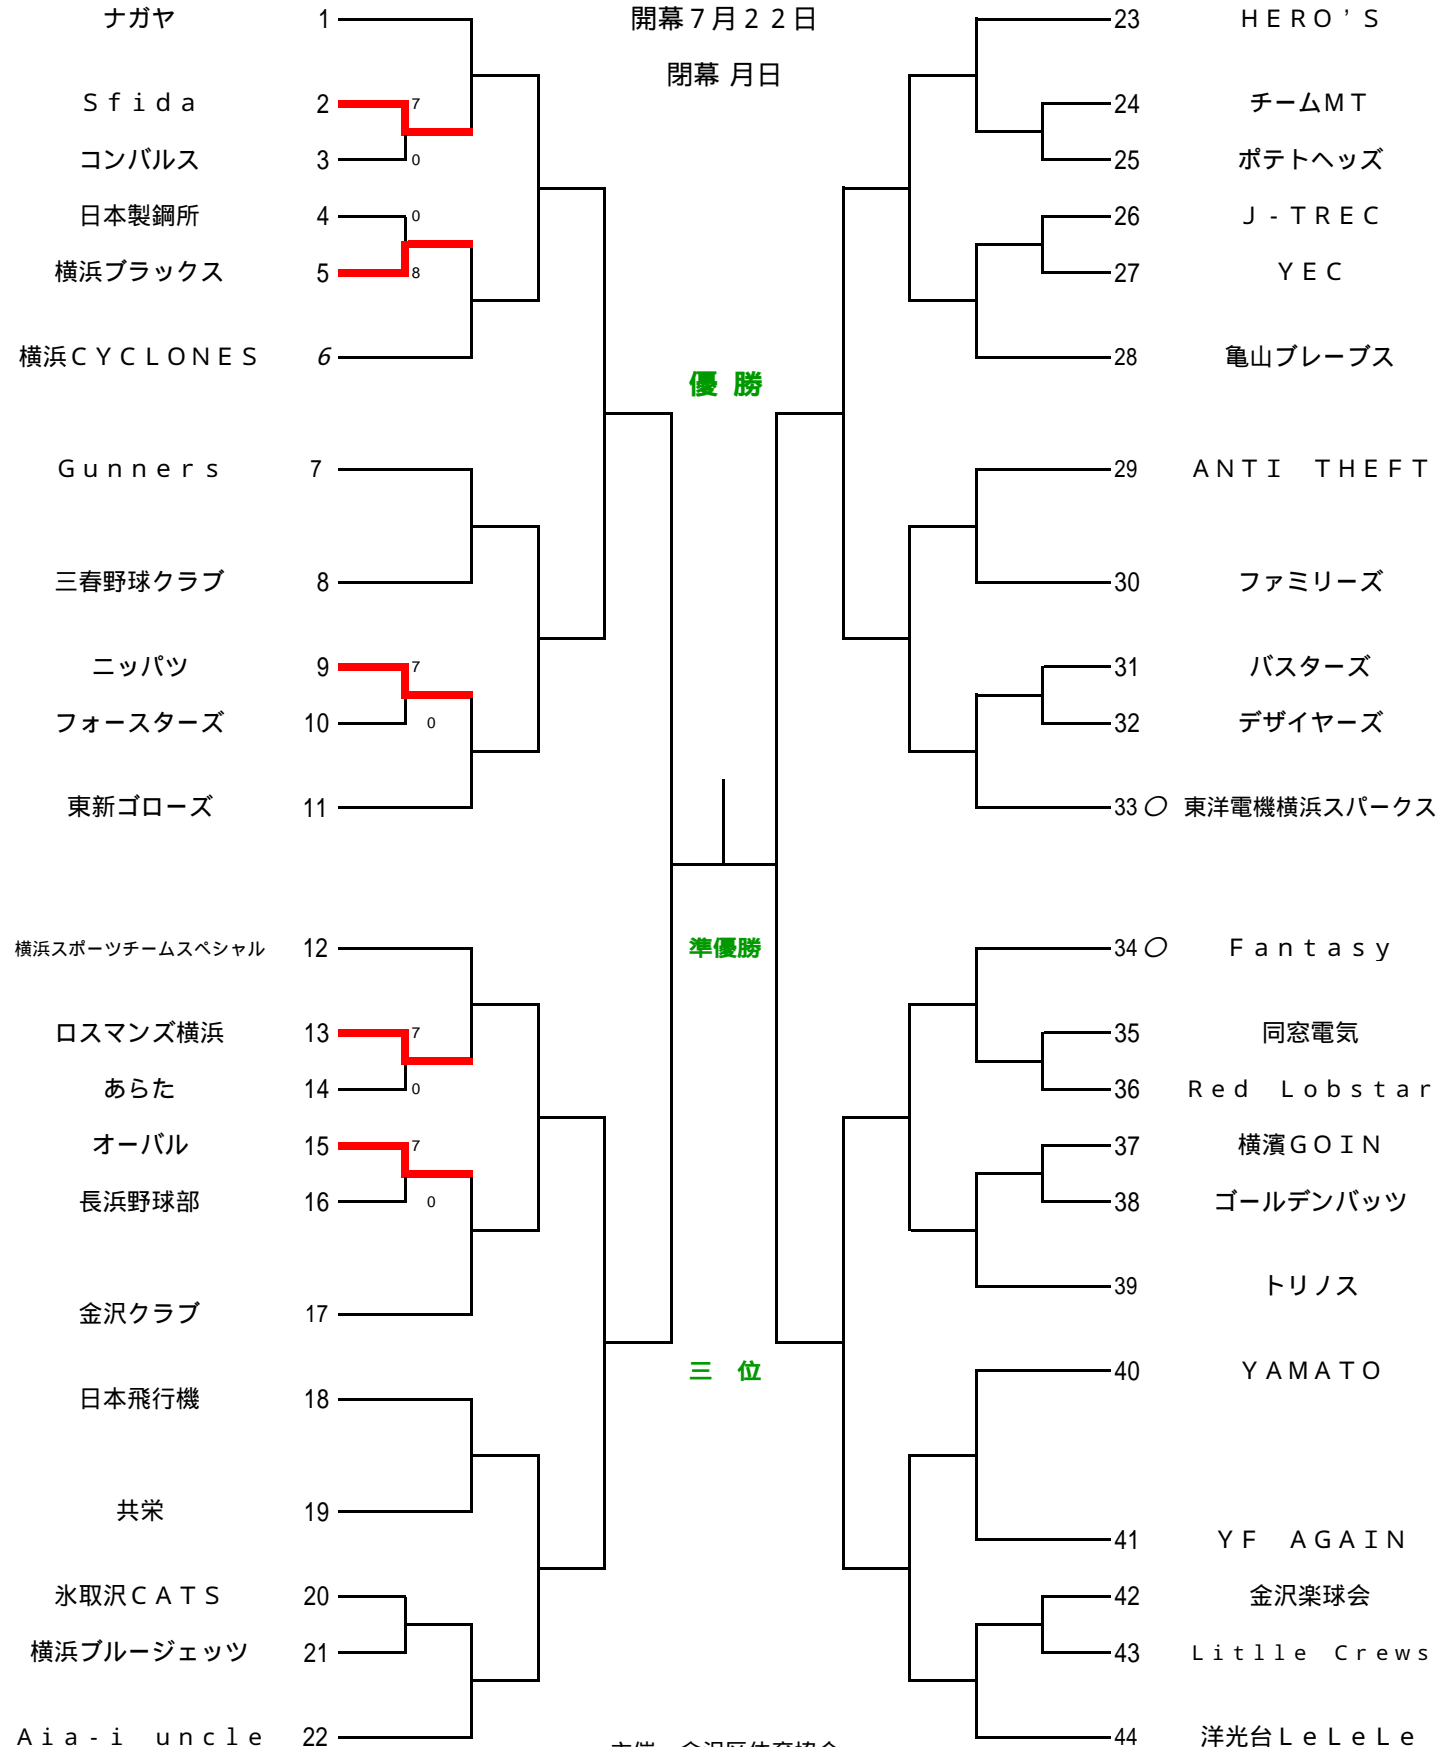 開幕７月２２日
閉幕 月日
ナガヤ 1
Ｓｆｉｄａ 2 7
コンバルス 3 0
日本製鋼所 4 0
横浜ブラックス 5 8
横浜ＣＹＣＬＯＮＥＳ 6
Ｇｕｎｎｅｒｓ 7
三春野球クラブ 8
ニッパツ 9 7
フォースターズ 10 0
東新ゴローズ 11
横浜スポーツチームスペシャル 12
ロスマンズ横浜 13 7
あらた 14 0
オーバル 15 7
長浜野球部 16 0
金沢クラブ 17
日本飛行機 18
共栄 19
氷取沢ＣＡＴＳ 20
横浜ブルージェッツ 21
Ａｉａ-ｉ ｕｎｃｌｅ 22
優 勝
準優勝
三 位
23 ＨＥＲＯ’Ｓ
24 チームＭＴ
25 ポテトヘッズ
26 Ｊ-ＴＲＥＣ
27 ＹＥＣ
28 亀山ブレーブス
29 ＡＮＴＩ ＴＨＥＦＴ
30 ファミリーズ
31 バスターズ
32 デザイヤーズ
33 〇 東洋電機横浜スパークス
34 〇 Ｆａｎｔａｓｙ
35 同窓電気
36 Ｒｅｄ Ｌｏｂｓｔａｒ
37 横濱ＧＯＩＮ
38 ゴールデンバッツ
39 トリノス
40 ＹＡＭＡＴＯ
41 ＹＦ ＡＧＡＩＮ
42 金沢楽球会
43 Ｌｉｔｌｌｅ Ｃｒｅｗｓ
44 洋光台ＬｅＬｅＬｅ